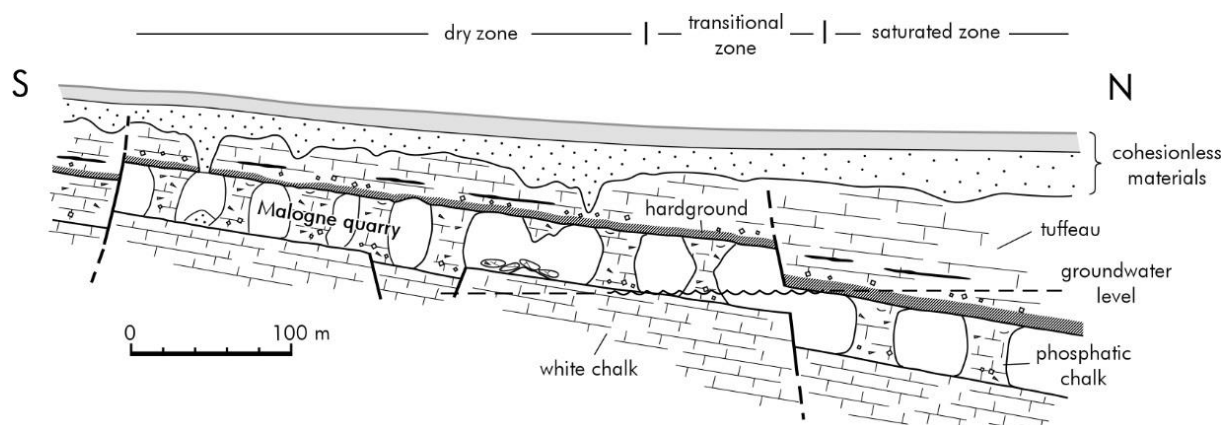 dry zone
transitional
zone
saturated zone
S
N
cohesionless
materials
Malogne quarry
hardground
tuffeau
groundwater
level
0 100 m
white chalk
phosphatic
chalk